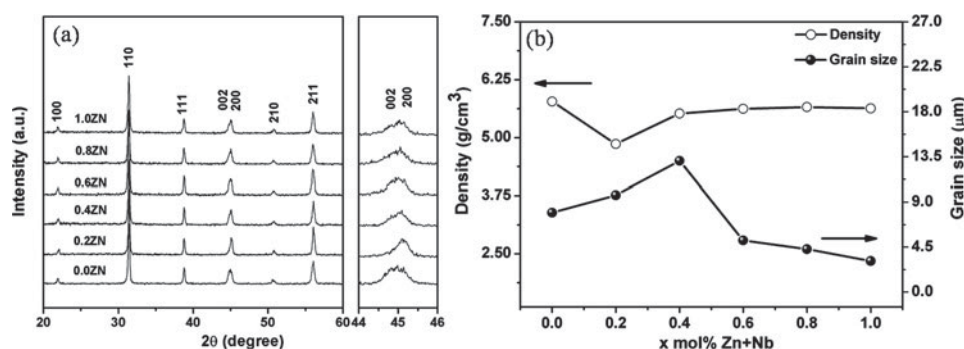 (a)
100
110
111
002
200
210
211
002
200
1.0ZN
0.8ZN
0.6ZN
0.4ZN
0.2ZN
0.0ZN
Intensity (a.u.)
20 30 40 50 60
44 45 46
2θ (degree)
(b)
Density
Grain size
7.50
6.25
5.00
3.75
2.50
Density (g/cm³)
27.0
22.5
18.0
13.5
9.0
4.5
0.0
Grain size (μm)
0.0 0.2 0.4 0.6 0.8 1.0
x mol% Zn+Nb